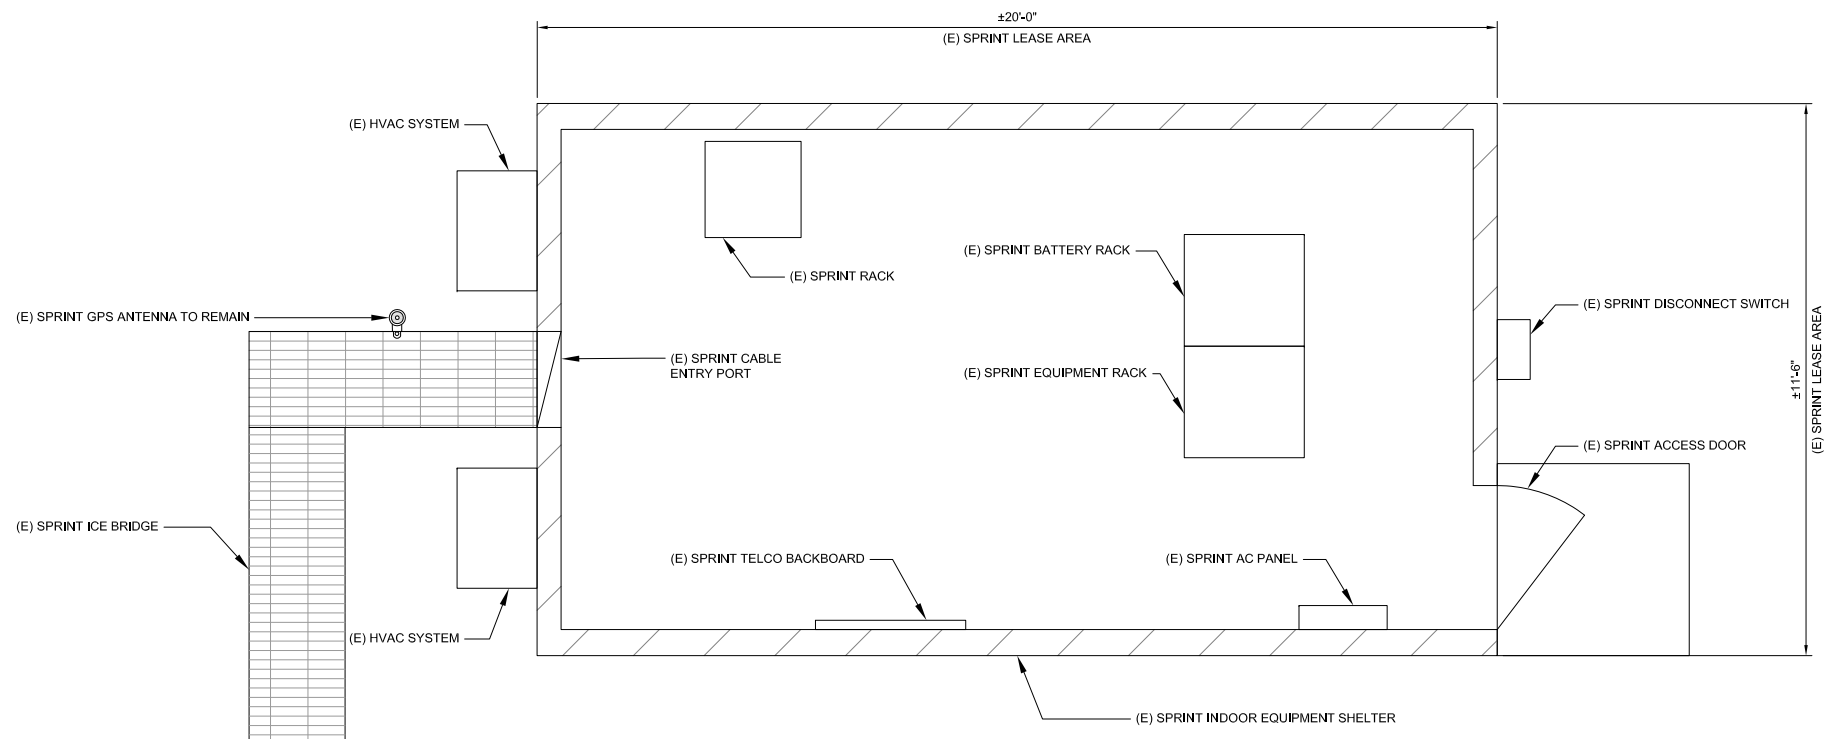 ±20'-0"
(E) SPRINT LEASE AREA
(E) HVAC SYSTEM
(E) SPRINT RACK
(E) SPRINT BATTERY RACK
(E) SPRINT GPS ANTENNA TO REMAIN
(E) SPRINT DISCONNECT SWITCH
(E) SPRINT CABLE
ENTRY PORT
(E) SPRINT EQUIPMENT RACK
±11'-6"
(E) SPRINT LEASE AREA
(E) SPRINT ACCESS DOOR
(E) SPRINT ICE BRIDGE
(E) SPRINT TELCO BACKBOARD
(E) SPRINT AC PANEL
(E) HVAC SYSTEM
(E) SPRINT INDOOR EQUIPMENT SHELTER